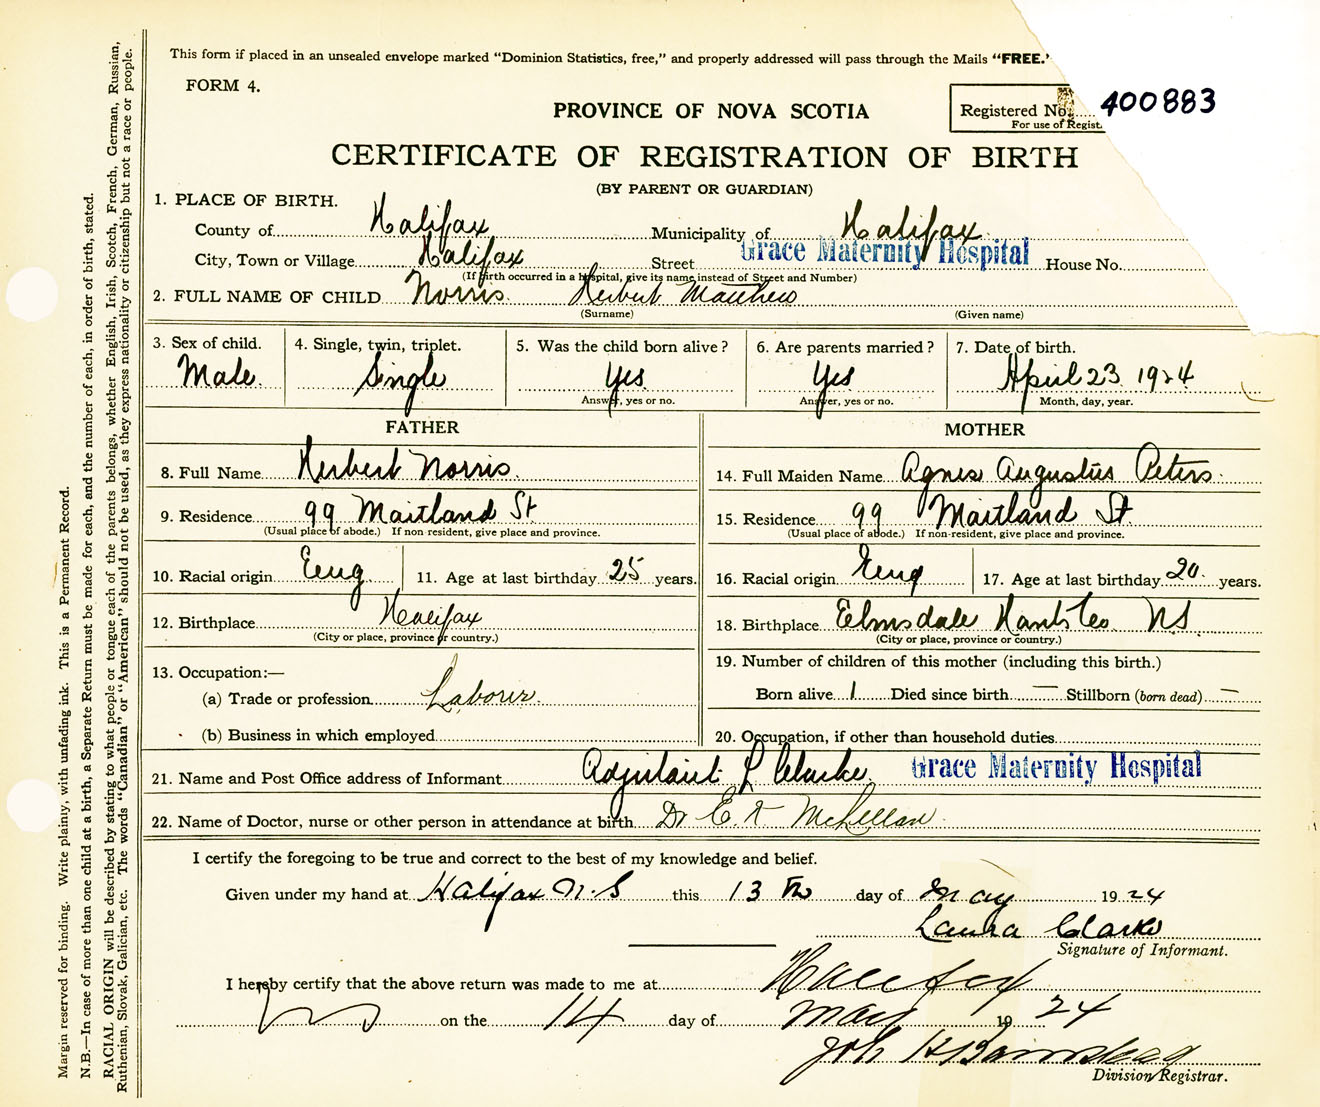 This form if placed in an unsealed envelope marked "Dominion Statistics, free," and properly addressed will pass through the Mails "FREE."
FORM 4.
Registered No. 400883
For use of Regist
PROVINCE OF NOVA SCOTIA
CERTIFICATE OF REGISTRATION OF BIRTH
(BY PARENT OR GUARDIAN)
1. PLACE OF BIRTH.
County of Halifax Municipality of Halifax
City, Town or Village Halifax Street Grace Maternity Hospital House No.
(If birth occurred in a hospital, give its name instead of Street and Number)
2. FULL NAME OF CHILD Norris Herbert Matthew
(Surname) (Given name)
3. Sex of child. 4. Single, twin, triplet. 5. Was the child born alive? 6. Are parents married? 7. Date of birth.
Male Single Yes Yes April 23 1924
Answer, yes or no. Answer, yes or no. Month, day, year.
FATHER
8. Full Name Herbert Norris.
9. Residence 99 Maitland St
(Usual place of abode.) If non-resident, give place and province.
10. Racial origin Eng 11. Age at last birthday 25 years.
12. Birthplace Halifax
(City or place, province or country.)
13. Occupation:—
(a) Trade or profession Laborer.
(b) Business in which employed
MOTHER
14. Full Maiden Name Agnes Augustus Peters.
15. Residence 99 Maitland St.
(Usual place of abode.) If non-resident, give place and province.
16. Racial origin Eng 17. Age at last birthday 20 years.
18. Birthplace Elmsdale Hants Co NS
(City or place, province or country.)
19. Number of children of this mother (including this birth.)
Born alive 1 Died since birth — Stillborn (born dead) —
20. Occupation, if other than household duties
21. Name and Post Office address of Informant Adjutant L Clarke. Grace Maternity Hospital
22. Name of Doctor, nurse or other person in attendance at birth Dr E. McLellan
I certify the foregoing to be true and correct to the best of my knowledge and belief.
Given under my hand at Halifax N.S this 13 Th day of May 1924
Laura Clarke
Signature of Informant.
I hereby certify that the above return was made to me at Halifax
on the 14 day of May 1924
Division Registrar.
Margin reserved for binding. Write plainly, with unfading ink. This is a Permanent Record.
N.B.—In case of more than one child at a birth, a Separate Return must be made for each, and the number of each, in order of birth, stated.
RACIAL ORIGIN will be described by stating to what people or tongue each of the parents belongs, whether English, Irish, Scotch, French, German, Russian,
Ruthenian, Slovak, Galician, etc. The words "Canadian" or "American" should not be used, as they express nationality or citizenship but not a race or people.